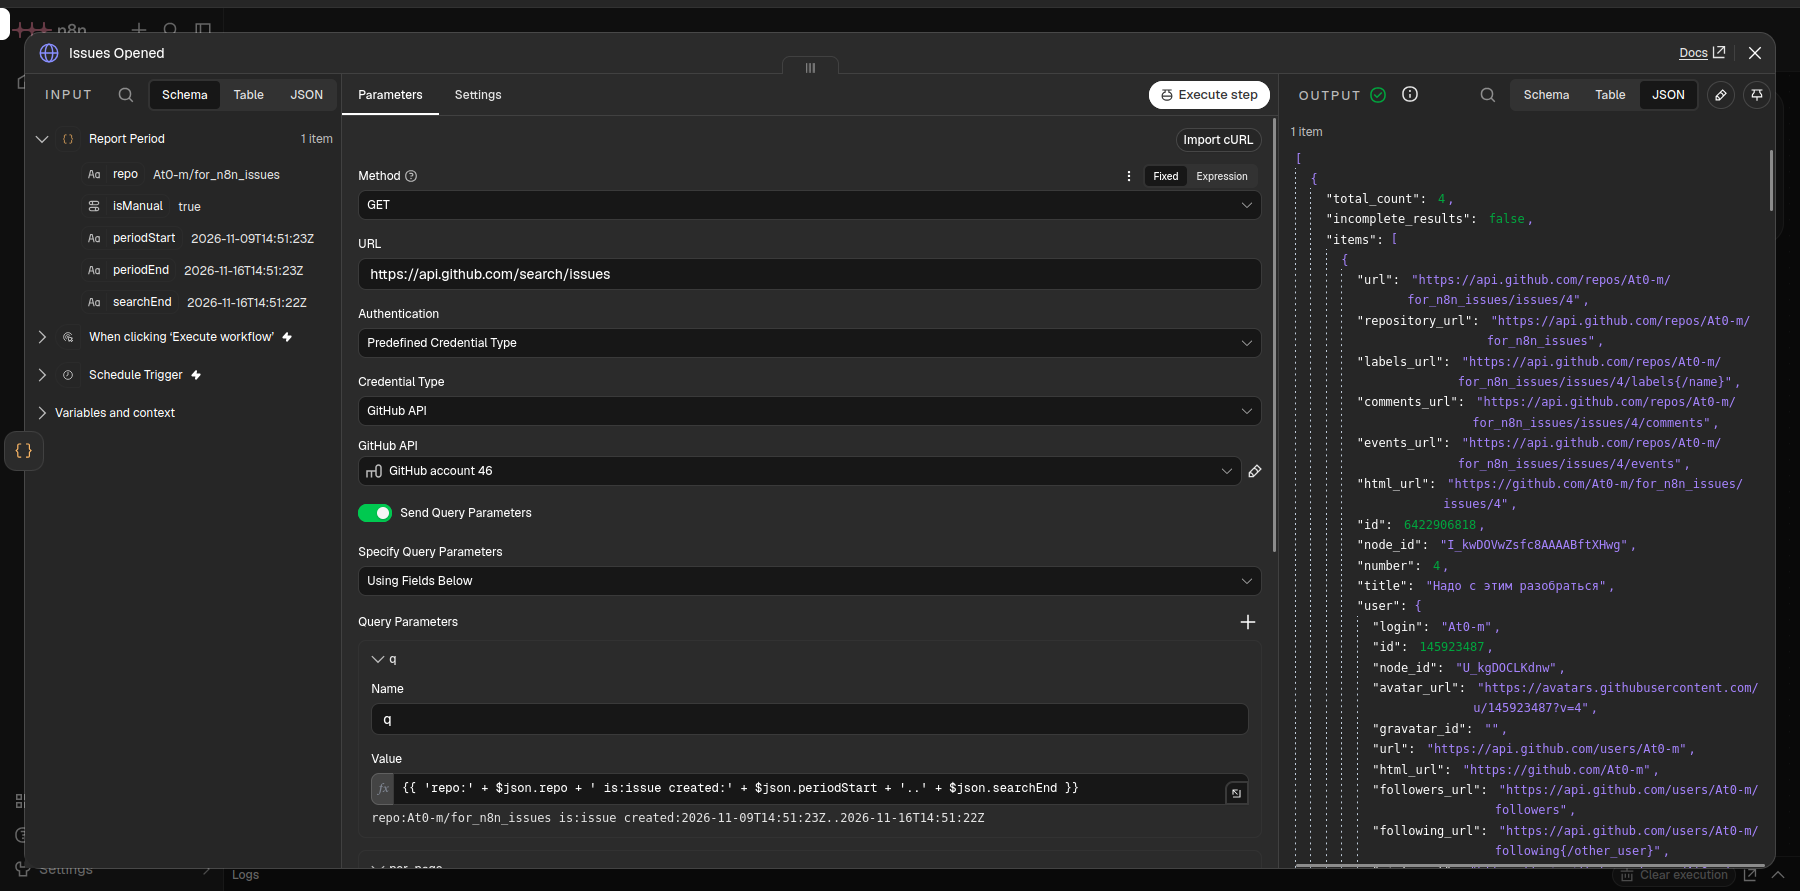 n8n
Issues Opened
Docs
INPUT
Schema
Table
JSON
Report Period
1 item
Aa repo At0-m/for_n8n_issues
isManual true
Aa periodStart 2026-11-09T14:51:23Z
Aa periodEnd 2026-11-16T14:51:23Z
Aa searchEnd 2026-11-16T14:51:22Z
When clicking ‘Execute workflow’
Schedule Trigger
Variables and context
{}
Parameters
Settings
Execute step
Import cURL
Method
Fixed
Expression
GET
URL
https://api.github.com/search/issues
Authentication
Predefined Credential Type
Credential Type
GitHub API
GitHub API
GitHub account 46
Send Query Parameters
Specify Query Parameters
Using Fields Below
Query Parameters
q
Name
q
Value
fx {{ 'repo:' + $json.repo + ' is:issue created:' + $json.periodStart + '..' + $json.searchEnd }}
repo:At0-m/for_n8n_issues is:issue created:2026-11-09T14:51:23Z..2026-11-16T14:51:22Z
per_page
OUTPUT
Schema
Table
JSON
1 item
[
{
"total_count": 4,
"incomplete_results": false,
"items": [
{
"url": "https://api.github.com/repos/At0-m/
for_n8n_issues/issues/4",
"repository_url": "https://api.github.com/repos/At0-m/
for_n8n_issues",
"labels_url": "https://api.github.com/repos/At0-m/
for_n8n_issues/issues/4/labels{/name}",
"comments_url": "https://api.github.com/repos/At0-m/
for_n8n_issues/issues/4/comments",
"events_url": "https://api.github.com/repos/At0-m/
for_n8n_issues/issues/4/events",
"html_url": "https://github.com/At0-m/for_n8n_issues/
issues/4",
"id": 6422906818,
"node_id": "I_kwDOVwZsfc8AAAABftXHwg",
"number": 4,
"title": "Надо с этим разобраться",
"user": {
"login": "At0-m",
"id": 145923487,
"node_id": "U_kgDOCLKdnw",
"avatar_url": "https://avatars.githubusercontent.com/
u/145923487?v=4",
"gravatar_id": "",
"url": "https://api.github.com/users/At0-m",
"html_url": "https://github.com/At0-m",
"followers_url": "https://api.github.com/users/At0-m/
followers",
"following_url": "https://api.github.com/users/At0-m/
following{/other_user}",
Settings
Logs
Clear execution